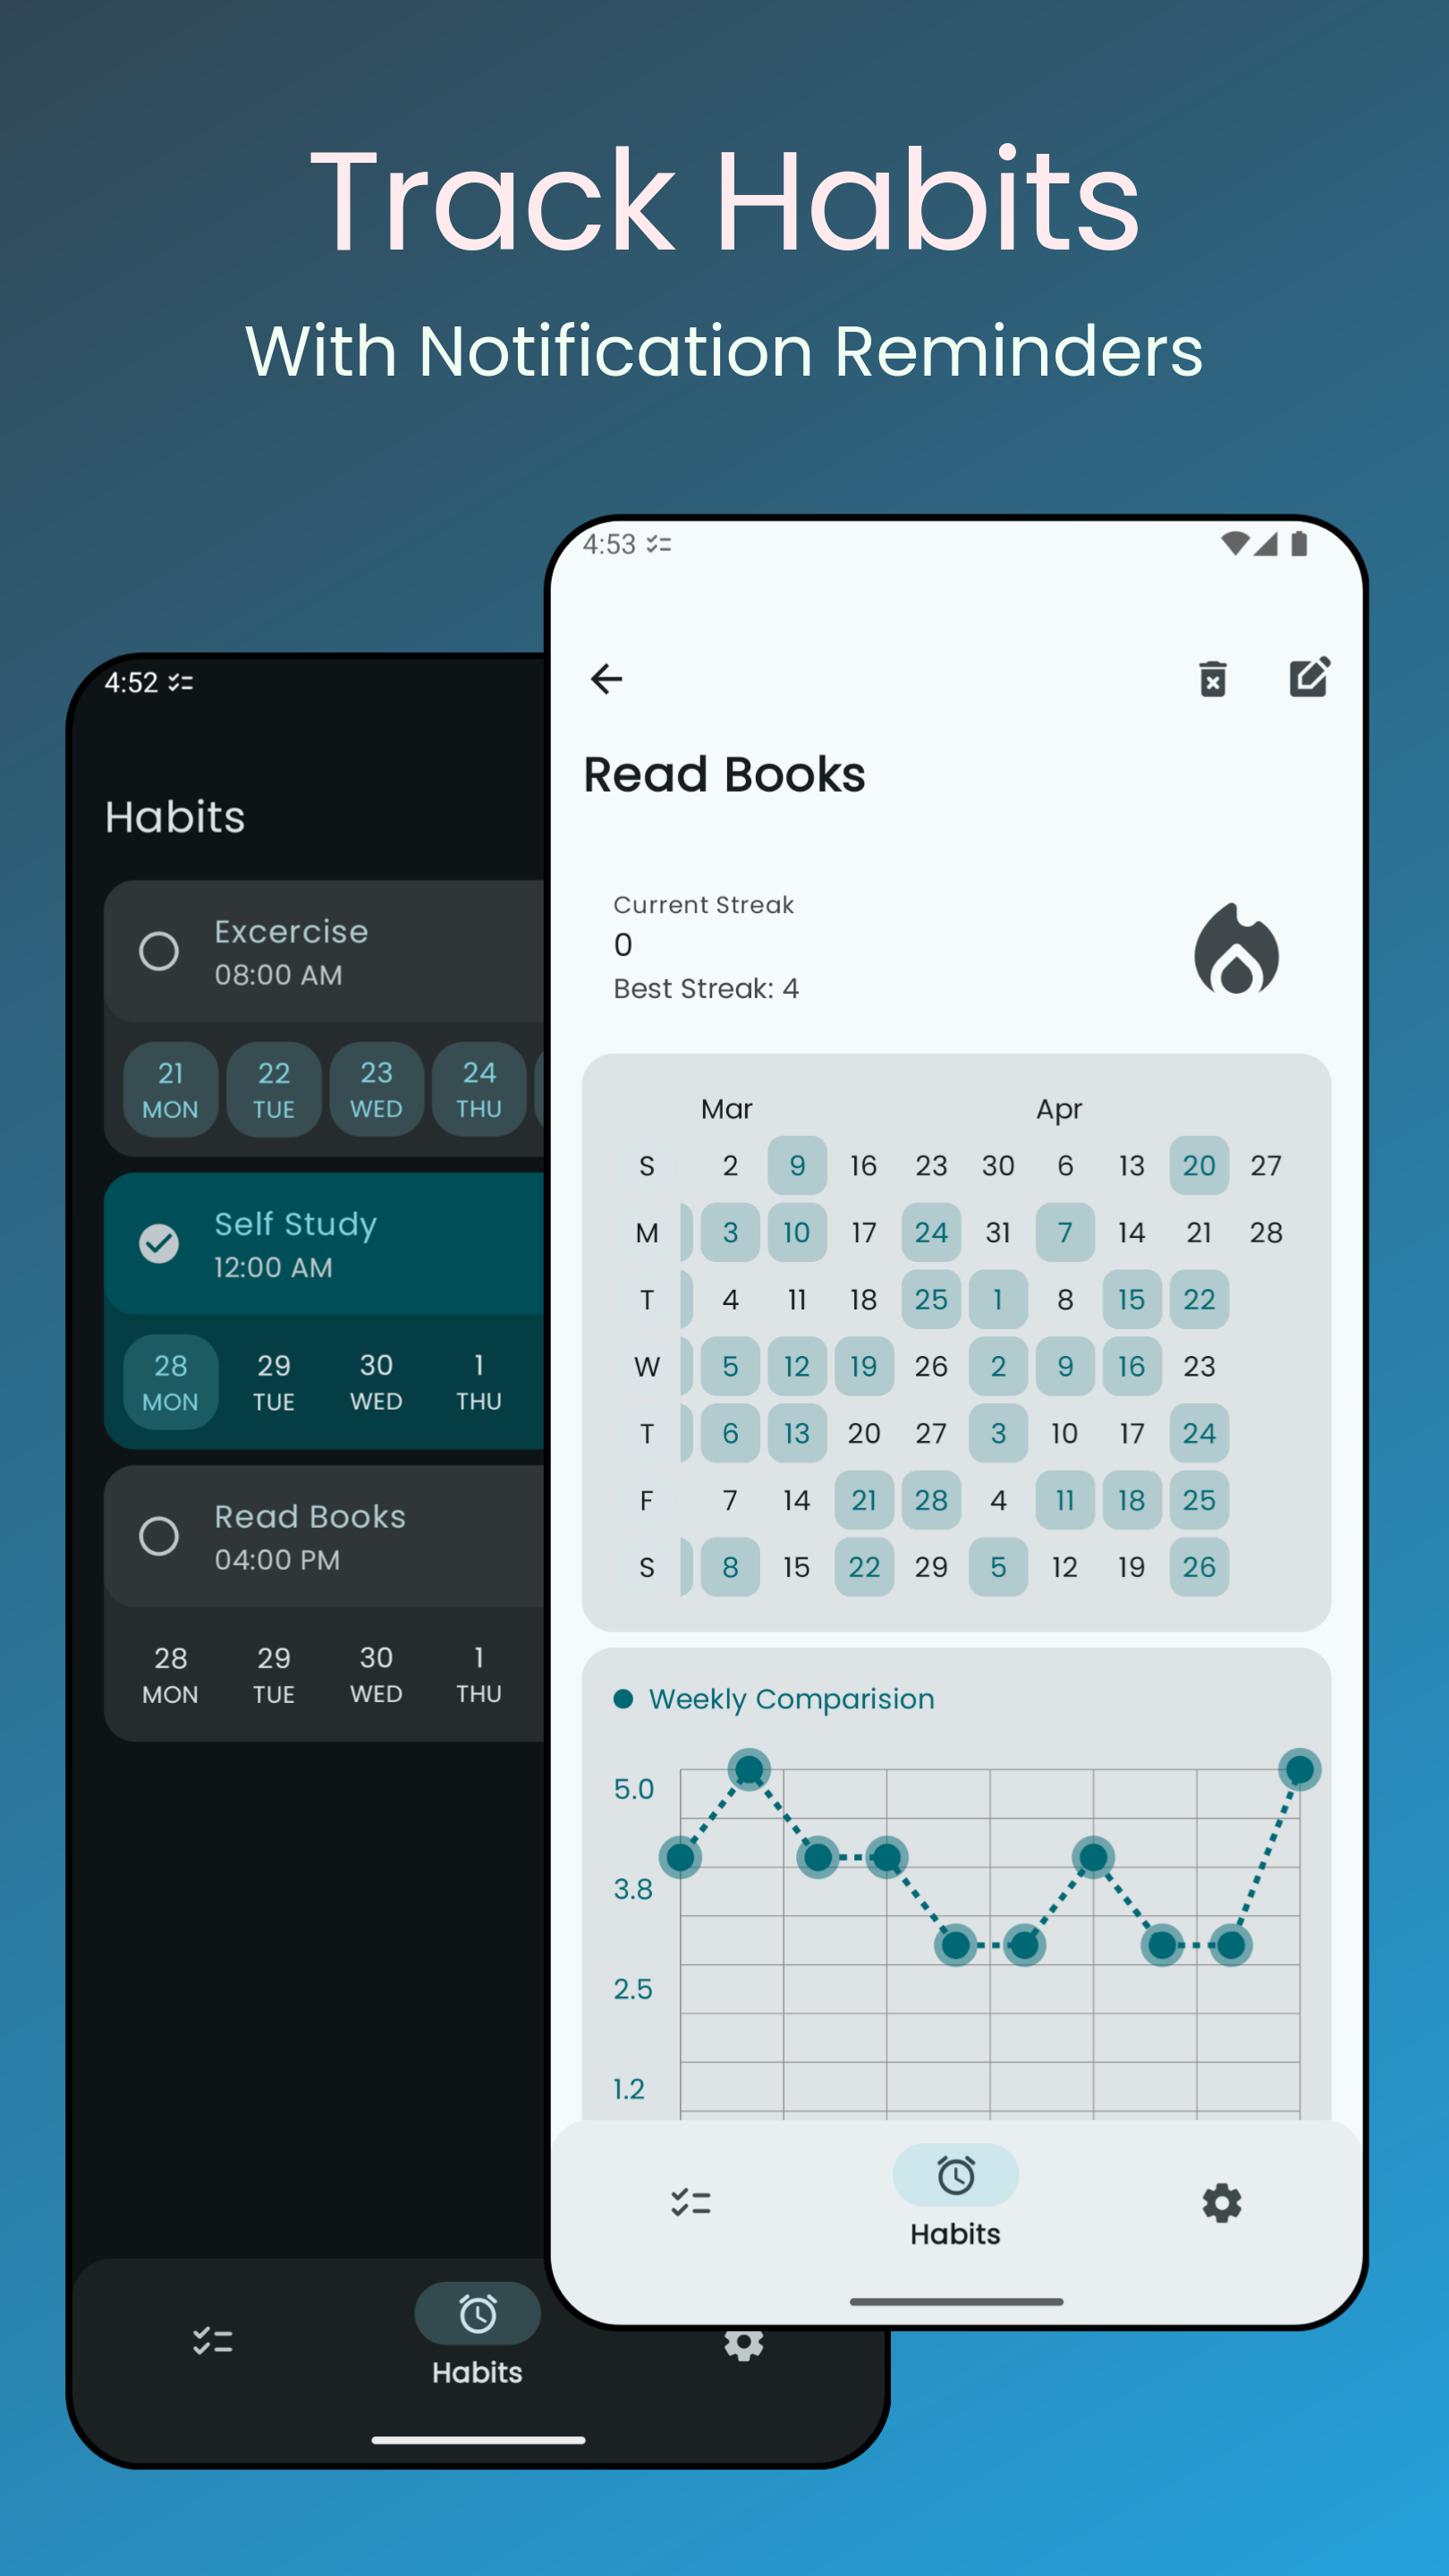 Track Habits
With Notification Reminders
4:52
Habits
Excercise
08:00 AM
21 22 23 24
MON TUE WED THU
Self Study
12:00 AM
28 29 30 1
MON TUE WED THU
Read Books
04:00 PM
28 29 30 1
MON TUE WED THU
Habits
4:53
Read Books
Current Streak
0
Best Streak: 4
Mar Apr
S 2 9 16 23 30 6 13 20 27
M 3 10 17 24 31 7 14 21 28
T 4 11 18 25 1 8 15 22
W 5 12 19 26 2 9 16 23
T 6 13 20 27 3 10 17 24
F 7 14 21 28 4 11 18 25
S 8 15 22 29 5 12 19 26
Weekly Comparision
5.0
3.8
2.5
1.2
Habits